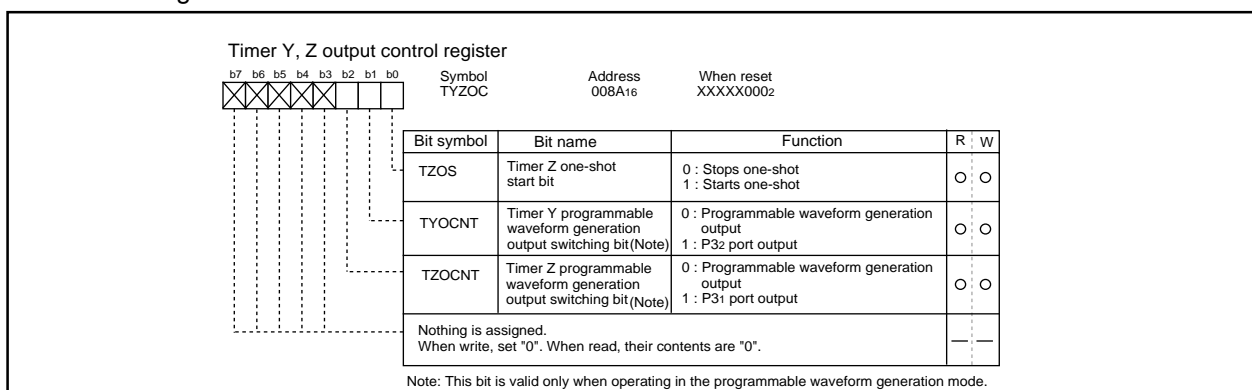 Timer Y, Z output control register
b7 b6 b5 b4 b3 b2 b1 b0
Symbol Address When reset
TYZOC 008A16 XXXXX0002
Bit symbol Bit name Function R W
TZOS Timer Z one-shot start bit 0 : Stops one-shot
1 : Starts one-shot
TYOCNT Timer Y programmable waveform generation output switching bit(Note) 0 : Programmable waveform generation output
1 : P32 port output
TZOCNT Timer Z programmable waveform generation output switching bit(Note) 0 : Programmable waveform generation output
1 : P31 port output
Nothing is assigned.
When write, set "0". When read, their contents are "0".
Note: This bit is valid only when operating in the programmable waveform generation mode.